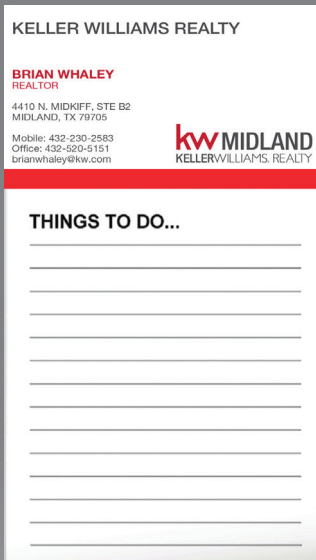 KELLER WILLIAMS REALTY
BRIAN WHALEY
REALTOR
4410 N. MIDKIFF, STE B2
MIDLAND, TX 79705
Mobile: 432-230-2583
Office: 432-520-5151
brianwhaley@kw.com
kw MIDLAND
KELLERWILLIAMS. REALTY
THINGS TO DO...